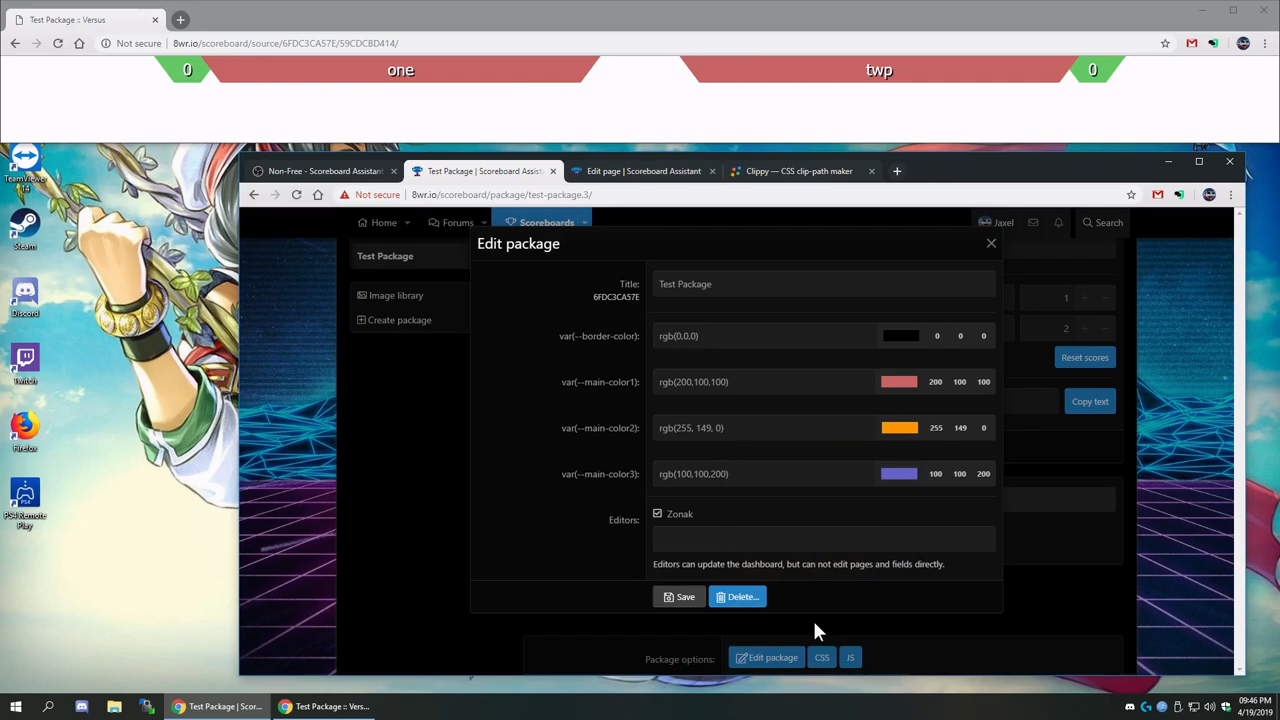 Test Package :: Versus
Not secure
8wr.io/scoreboard/source/6FDC3CA57E/59CDCBD414/
0
one
twp
0
TeamViewer 14
Steam
Discord
Twitch
Firefox
PS4 Remote Play
Non-Free - Scoreboard Assistant
Test Package | Scoreboard Assist
Edit page | Scoreboard Assistant
Clippy — CSS clip-path maker
Not secure
8wr.io/scoreboard/package/test-package.3/
Home
Forums
Scoreboards
Jaxel
Search
Test Package
Image library
Create package
1
2
Reset scores
Copy text
Edit package
Title:
6FDC3CA57E
Test Package
var(--border-color):
rgb(0,0,0)
0 0 0
var(--main-color1):
rgb(200,100,100)
200 100 100
var(--main-color2):
rgb(255, 149, 0)
255 149 0
var(--main-color3):
rgb(100,100,200)
100 100 200
Editors:
Zonak
Editors can update the dashboard, but can not edit pages and fields directly.
Save
Delete...
Package options:
Edit package
CSS
JS
Test Package | Scor...
Test Package :: Vers...
09:46 PM
4/19/2019